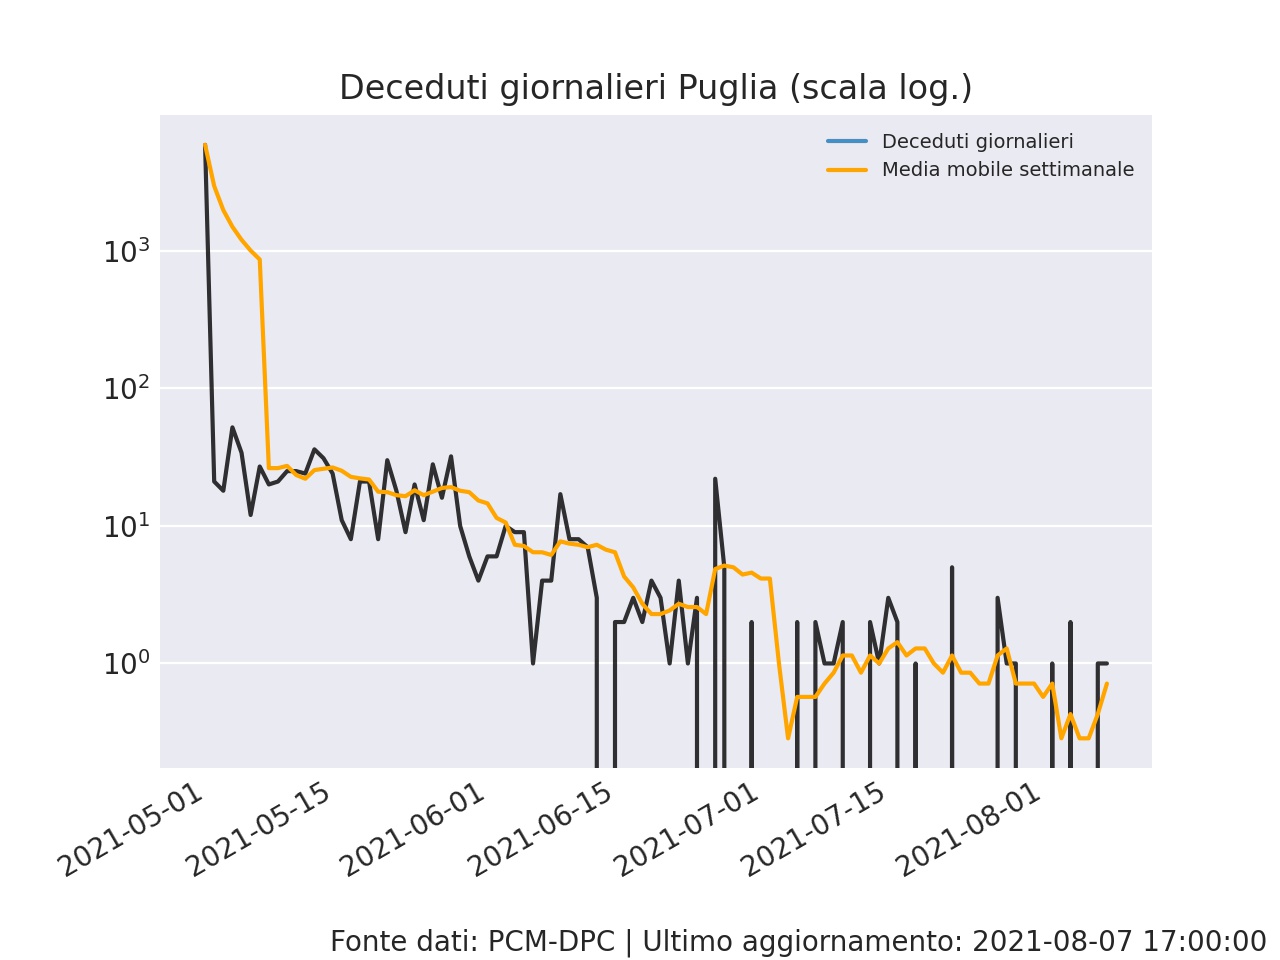 Deceduti giornalieri Puglia (scala log.)
Deceduti giornalieri
Media mobile settimanale
10³
10²
10¹
10⁰
2021-05-01
2021-05-15
2021-06-01
2021-06-15
2021-07-01
2021-07-15
2021-08-01
Fonte dati: PCM-DPC | Ultimo aggiornamento: 2021-08-07 17:00:00